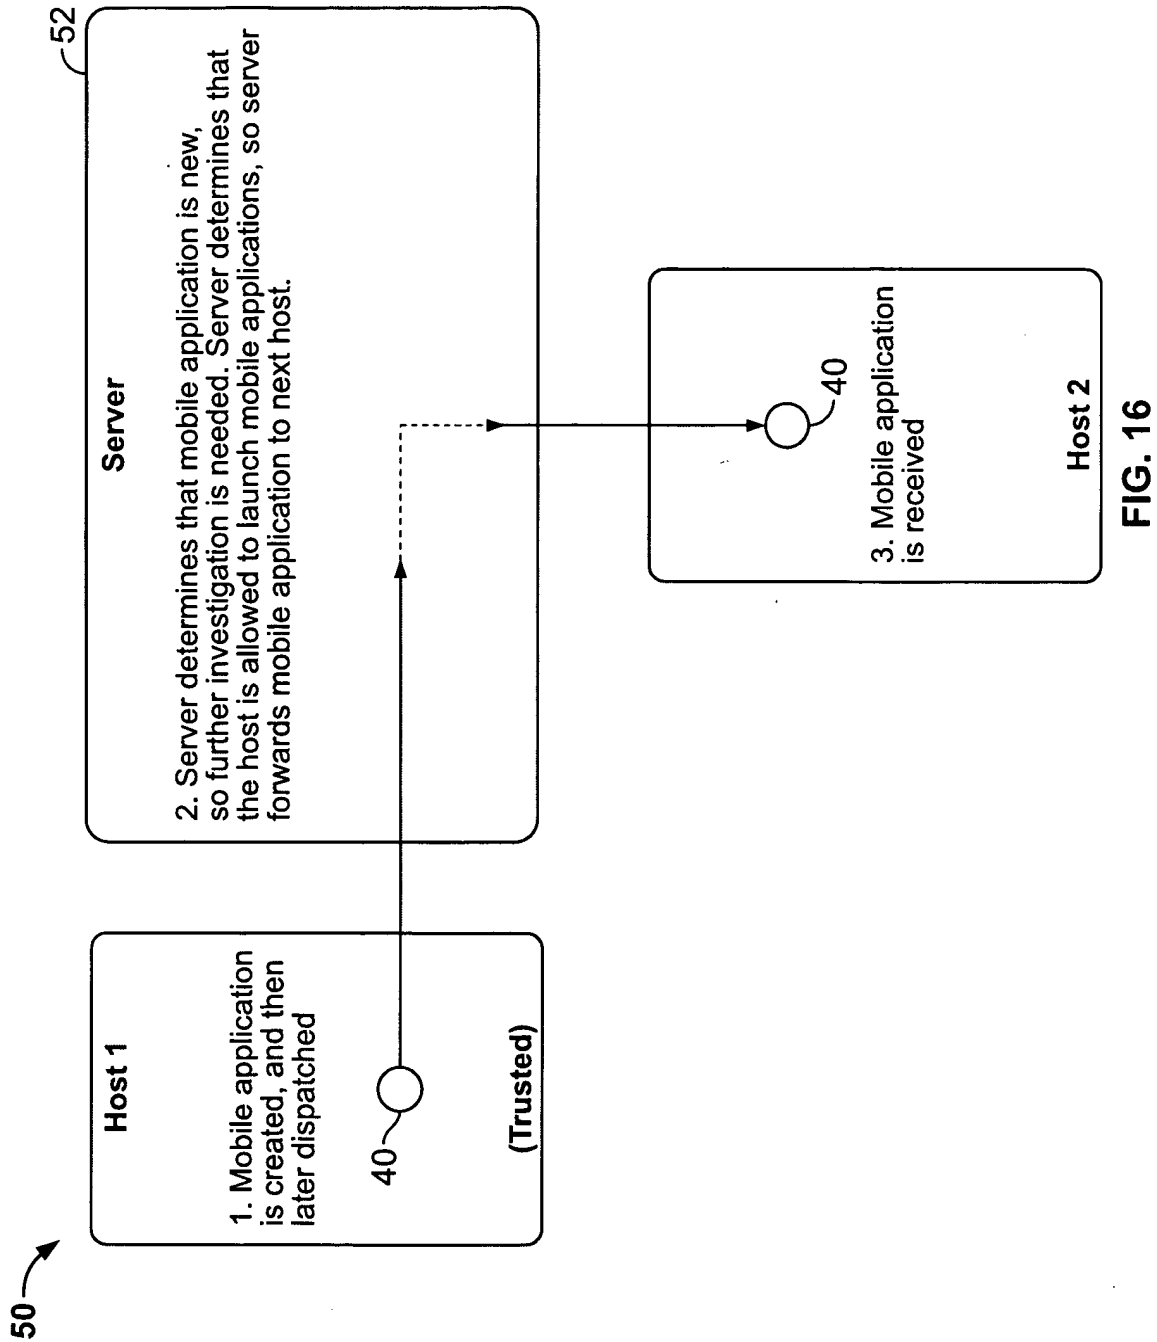 50
52
Host 1
1. Mobile application
is created, and then
later dispatched
40
(Trusted)
Server
2. Server determines that mobile application is new,
so further investigation is needed. Server determines that
the host is allowed to launch mobile applications, so server
forwards mobile application to next host.
40
3. Mobile application
is received
Host 2
FIG. 16